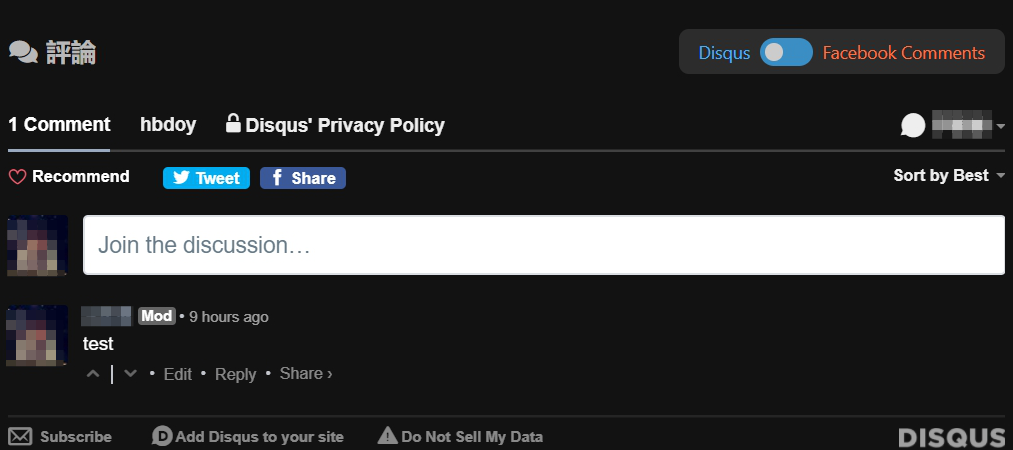 評論
Disqus Facebook Comments
1 Comment hbdoy Disqus' Privacy Policy
Recommend Tweet Share Sort by Best
Join the discussion…
Mod • 9 hours ago
test
• Edit • Reply • Share ›
Subscribe Add Disqus to your site Do Not Sell My Data DISQUS